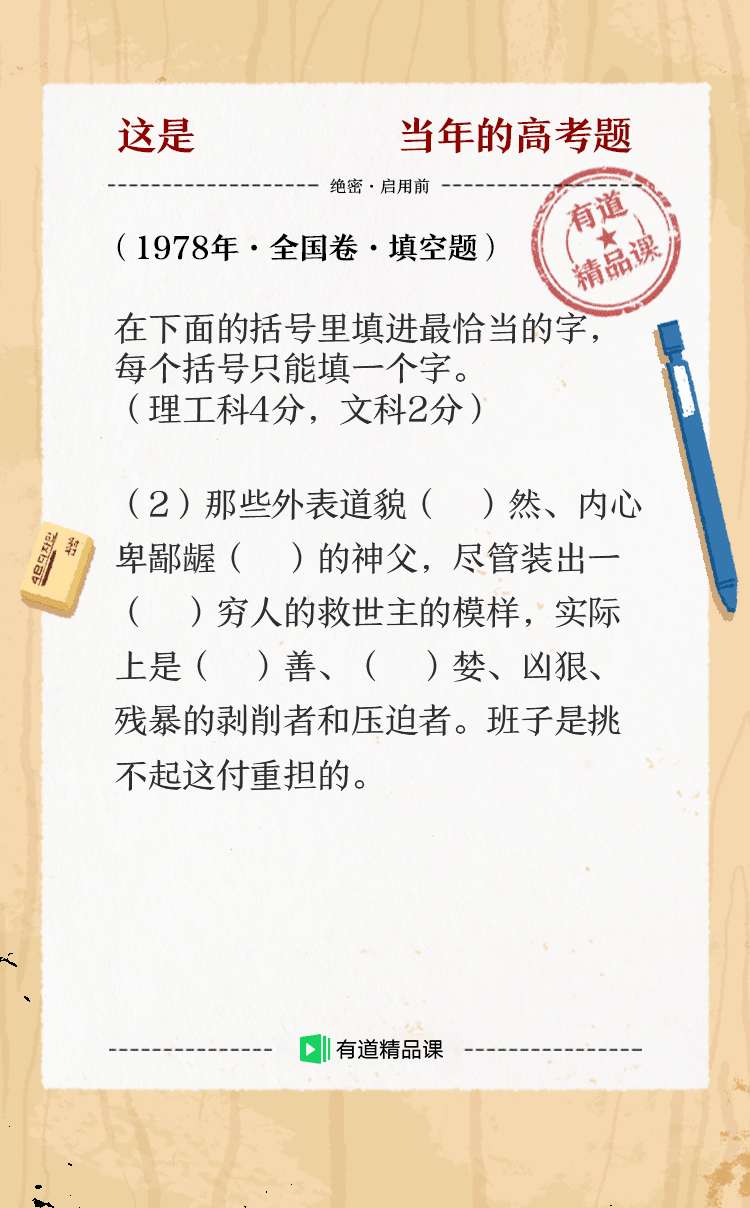 这是 当年的高考题
绝密·启用前
有道
精品课
（1978年·全国卷·填空题）
在下面的括号里填进最恰当的字，
每个括号只能填一个字。
（理工科4分，文科2分）
（2）那些外表道貌（ ）然、内心
卑鄙龌（ ）的神父，尽管装出一
（ ）穷人的救世主的模样，实际
上是（ ）善、（ ）婪、凶狠、
残暴的剥削者和压迫者。班子是挑
不起这付重担的。
有道精品课